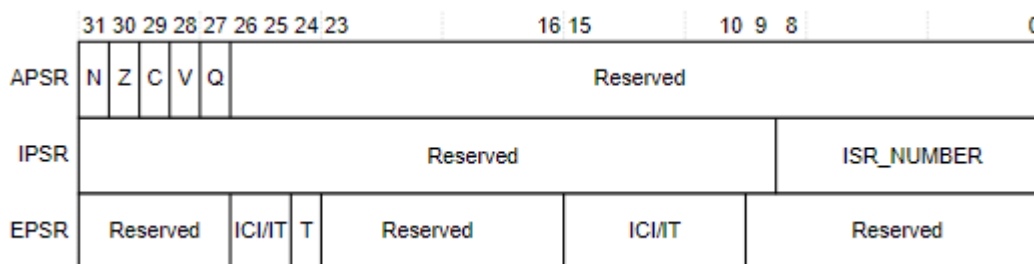 31 30 29 28 27 26 25 24 23 16 15 10 9 8 0
APSR N Z C V Q Reserved
IPSR Reserved ISR_NUMBER
EPSR Reserved ICI/IT T Reserved ICI/IT Reserved